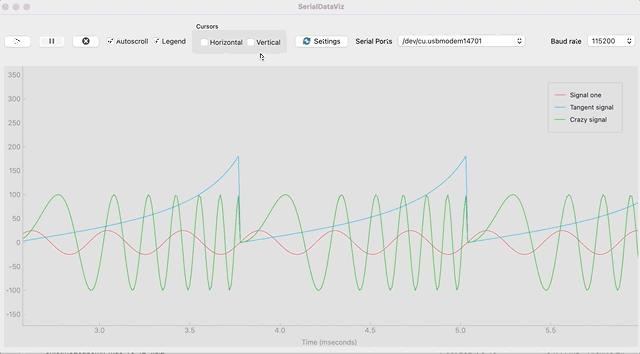 SerialDataViz
Cursors
Autoscroll
Legend
Horizontal
Vertical
Settings
Serial Ports
/dev/cu.usbmodem14701
Baud rate
115200
350
300
250
200
150
100
50
0
-50
-100
-150
Signal one
Tangent signal
Crazy signal
3.0
3.5
4.0
4.5
5.0
5.5
Time (mseconds)